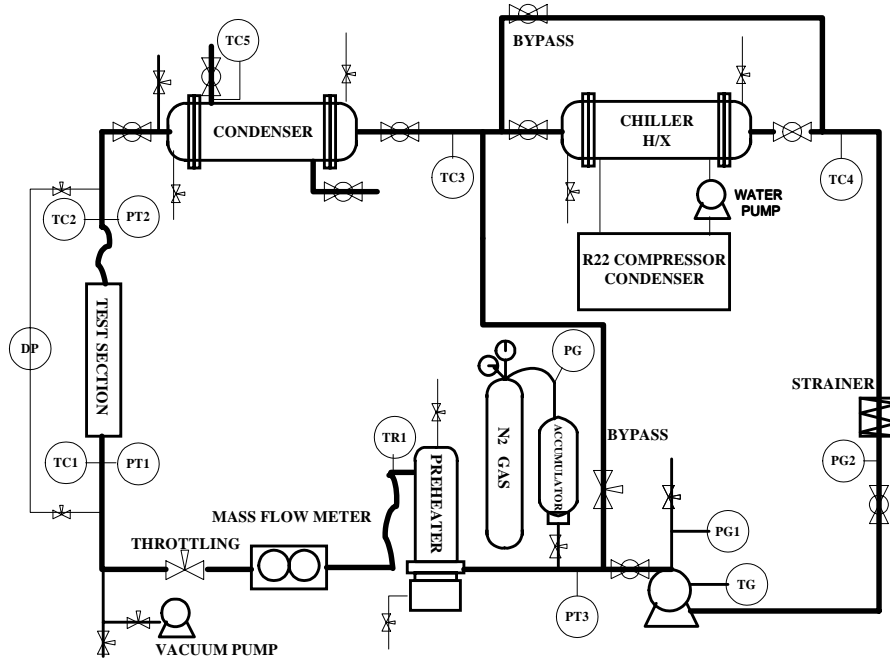 TC5
BYPASS
CONDENSER
CHILLER
H/X
TC3
TC4
TC2
PT2
WATER
PUMP
R22 COMPRESSOR
CONDENSER
TEST SECTION
DP
PG
STRAINER
N2 GAS
ACCUMULATOR
BYPASS
TR1
PREHEATER
TC1
PT1
PG2
MASS FLOW METER
PG1
THROTTLING
TG
PT3
VACUUM PUMP